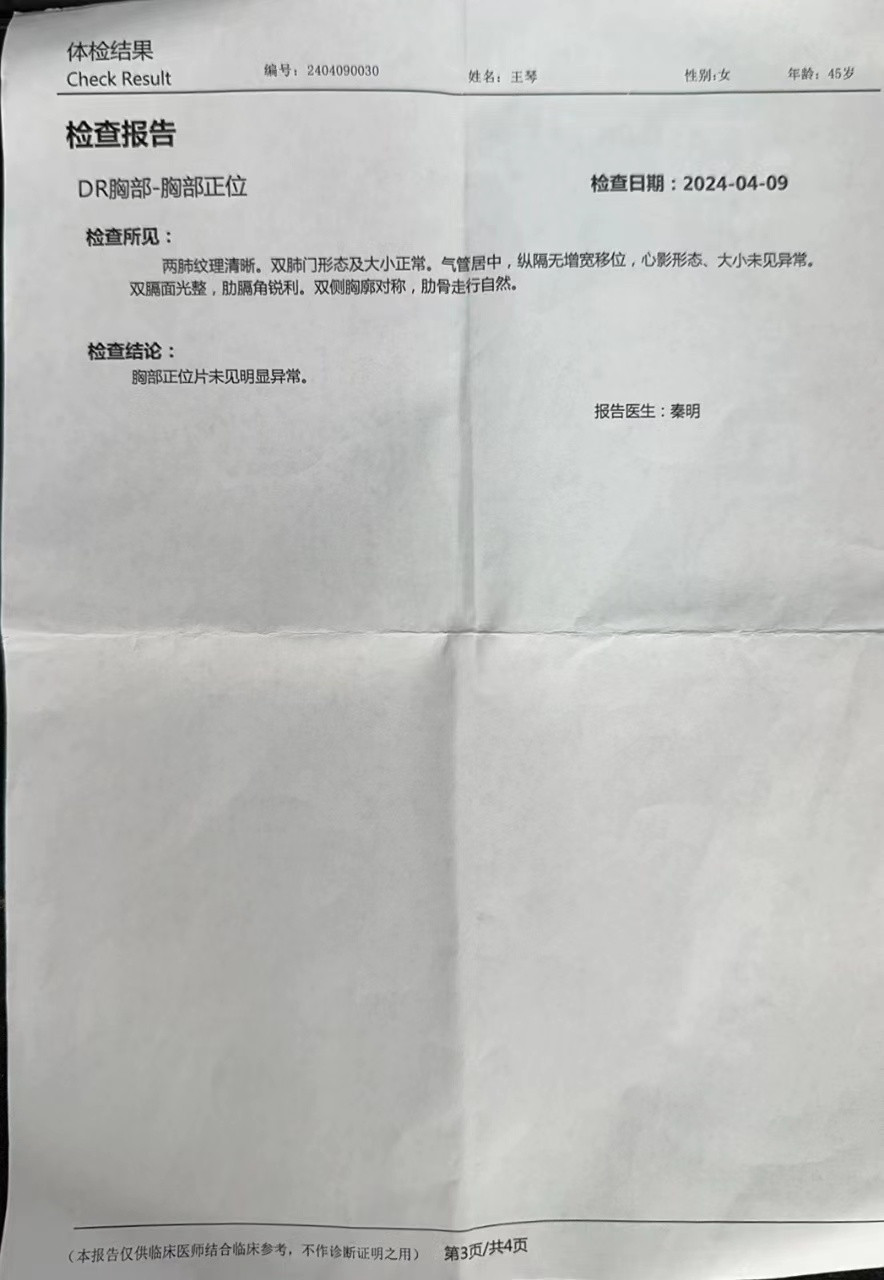 体检结果
Check Result
编号：2404090030 姓名：王琴 性别:女 年龄：45岁
检查报告
DR胸部-胸部正位 检查日期：2024-04-09
检查所见：
两肺纹理清晰。双肺门形态及大小正常。气管居中，纵隔无增宽移位，心影形态、大小未见异常。
双膈面光整，肋膈角锐利。双侧胸廓对称，肋骨走行自然。
检查结论：
胸部正位片未见明显异常。
报告医生：秦明
（本报告仅供临床医师结合临床参考，不作诊断证明之用） 第3页/共4页